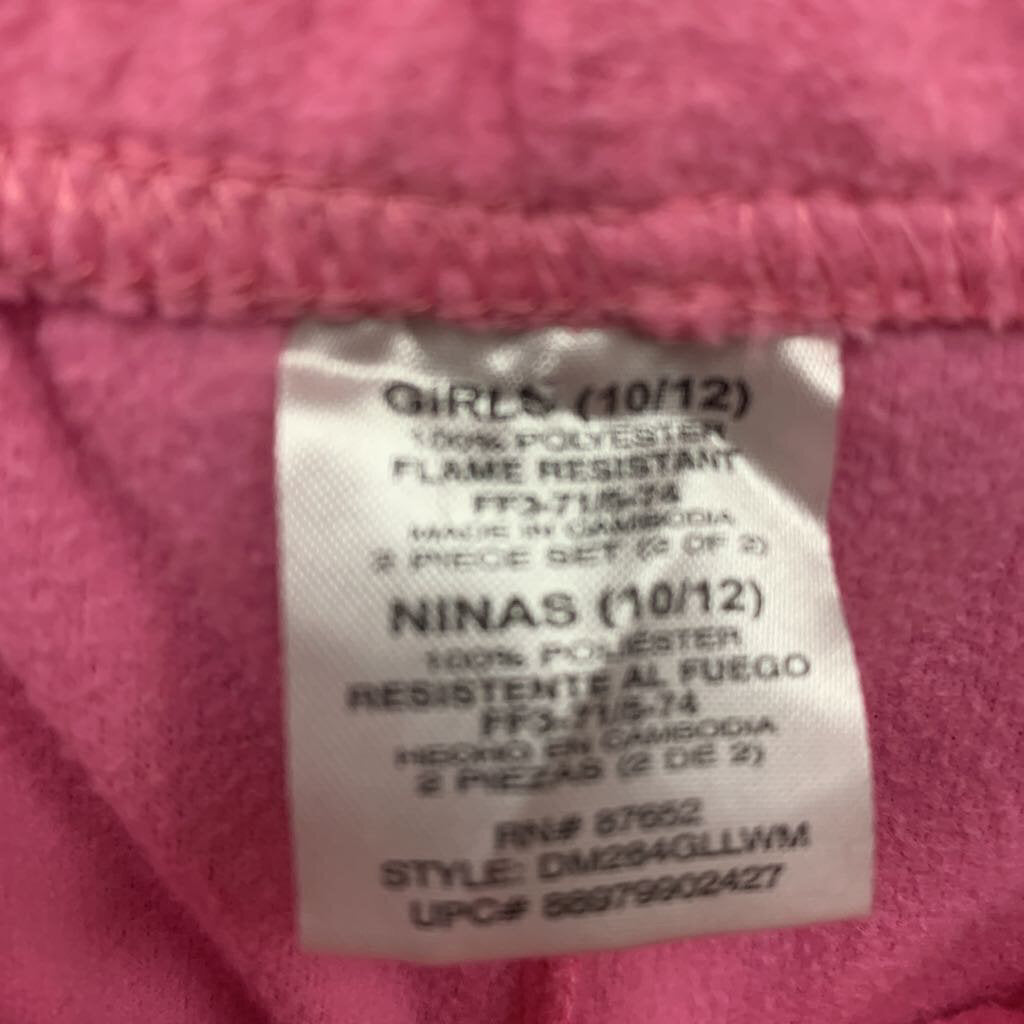 GIRLS (10/12)
100% POLYESTER
FLAME RESISTANT
FF3-71/5-74
MADE IN CAMBODIA
2 PIECE SET (2 OF 2)
NINAS (10/12)
100% POLIÉSTER
RESISTENTE AL FUEGO
FF3-71/5-74
HECHO EN CAMBODIA
2 PIEZAS (2 DE 2)
RN# 87652
STYLE: DM284GLLWM
UPC# 88979902427